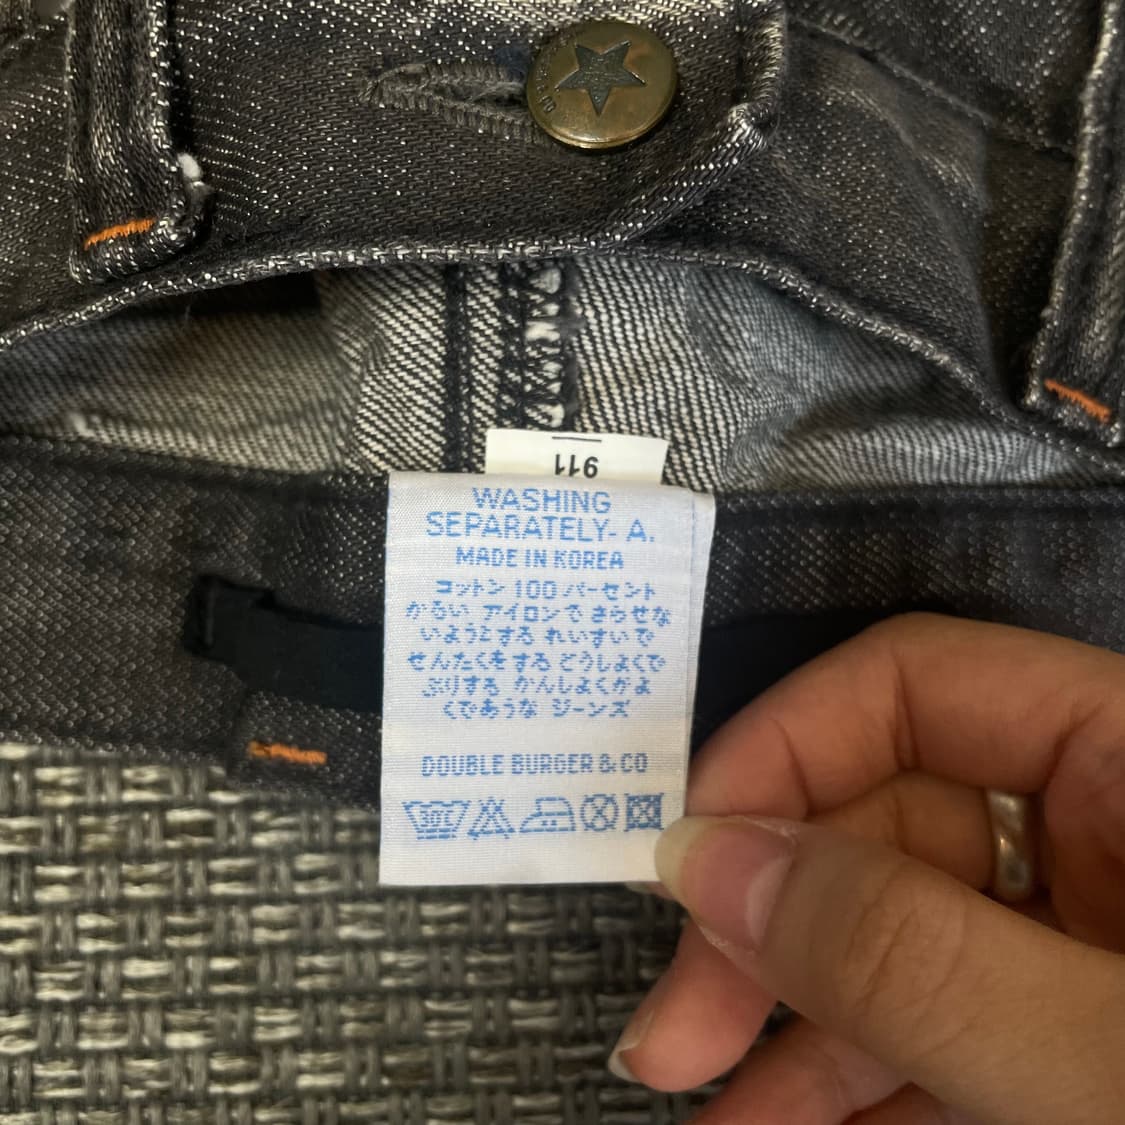 911
WASHING
SEPARATELY- A.
MADE IN KOREA
コットン 100 パーセント
かるい アイロンで さらせな
いようとする れいすいで
せんたくをする どうしよくで
ぶりする かんしよくがよ
くであうな ジーンズ
DOUBLE BURGER & CO